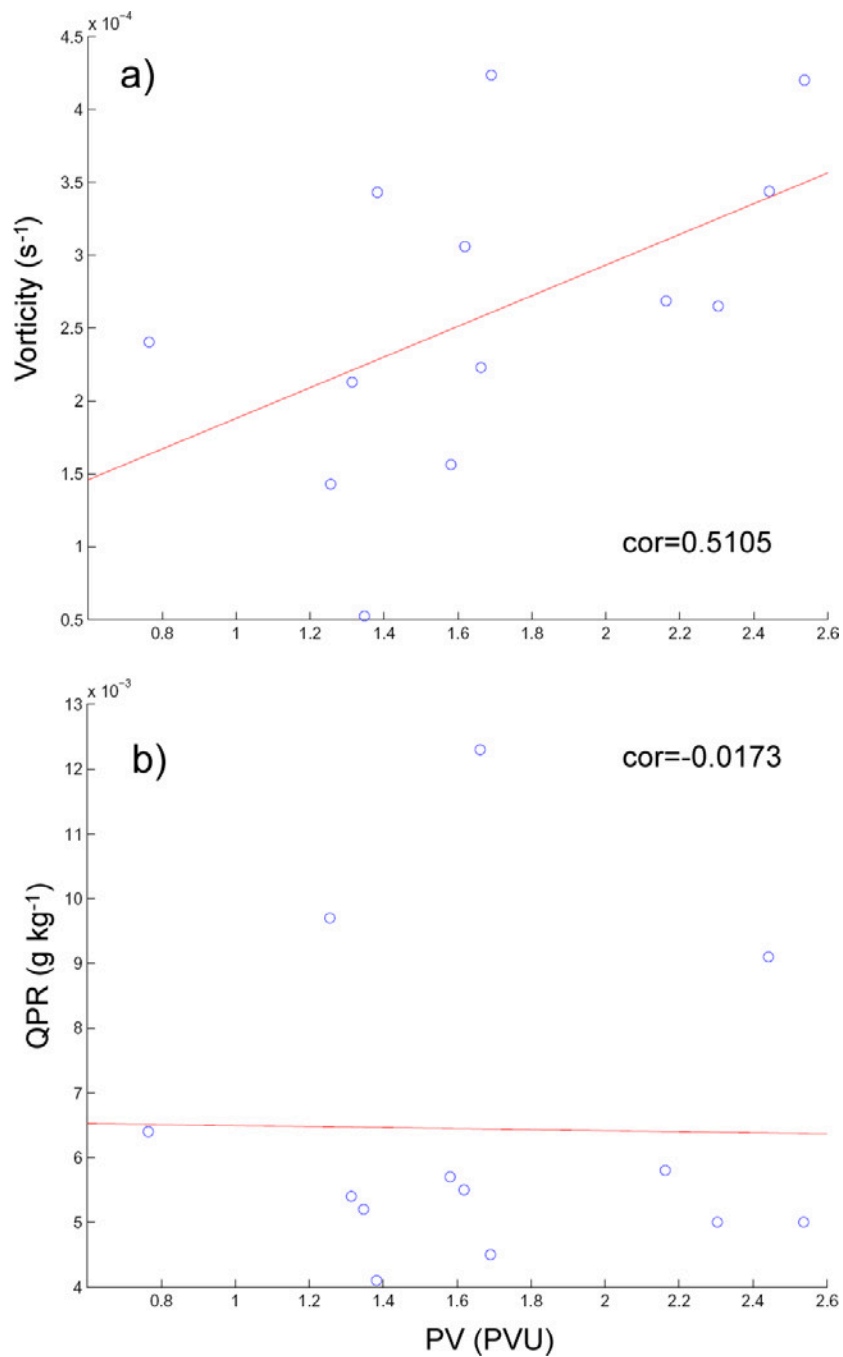 x 10⁻⁴
a)
4.5
4
3.5
3
2.5
2
1.5
1
0.5
Vorticity (s⁻¹)
cor=0.5105
0.8 1 1.2 1.4 1.6 1.8 2 2.2 2.4 2.6
x 10⁻³
b)
cor=-0.0173
13
12
11
10
9
8
7
6
5
4
QPR (g kg⁻¹)
0.8 1 1.2 1.4 1.6 1.8 2 2.2 2.4 2.6
PV (PVU)